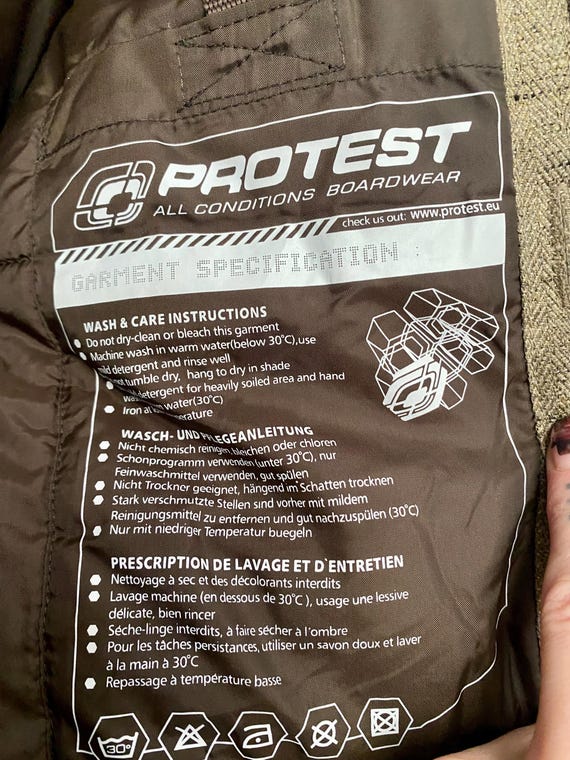 PROTEST
ALL CONDITIONS BOARDWEAR
check us out: www.protest.eu
GARMENT SPECIFICATION :
WASH & CARE INSTRUCTIONS
Do not dry-clean or bleach this garment
Machine wash in warm water(below 30°C),use
detergent and rinse well
tumble dry, hang to dry in shade
detergent for heavily soiled area and hand
water(30°C)
Iron at
WASCH- UND PFLEGEANLEITUNG
Nicht chemisch reinigen, bleichen oder chloren
Schonprogramm verwenden (unter 30°C), nur
Feinwaschmittel verwenden, gut spülen
Nicht Trockner geeignet, hängend im Schatten trocknen
Stark verschmutzte Stellen sind vorher mit mildem
Reinigungsmittel zu entfernen und gut nachzuspülen (30°C)
Nur mit niedriger Temperatur buegeln
PRESCRIPTION DE LAVAGE ET D'ENTRETIEN
Nettoyage à sec et des décolorants interdits
Lavage machine (en dessous de 30°C), usage une lessive
délicate, bien rincer
Séche-linge interdits, à faire sécher à l'ombre
Pour les tâches persistances, utiliser un savon doux et laver
à la main à 30°C
Repassage à température basse
30°